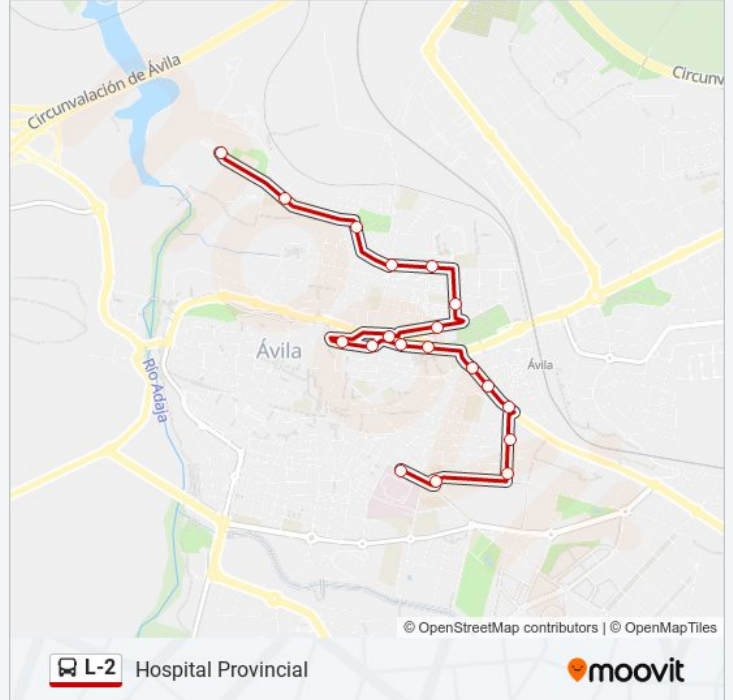 Circunvalación de Ávila
Circunv
Ávila
Ávila
Río Adaja
© OpenStreetMap contributors | © OpenMapTiles
L-2 Hospital Provincial
moovit